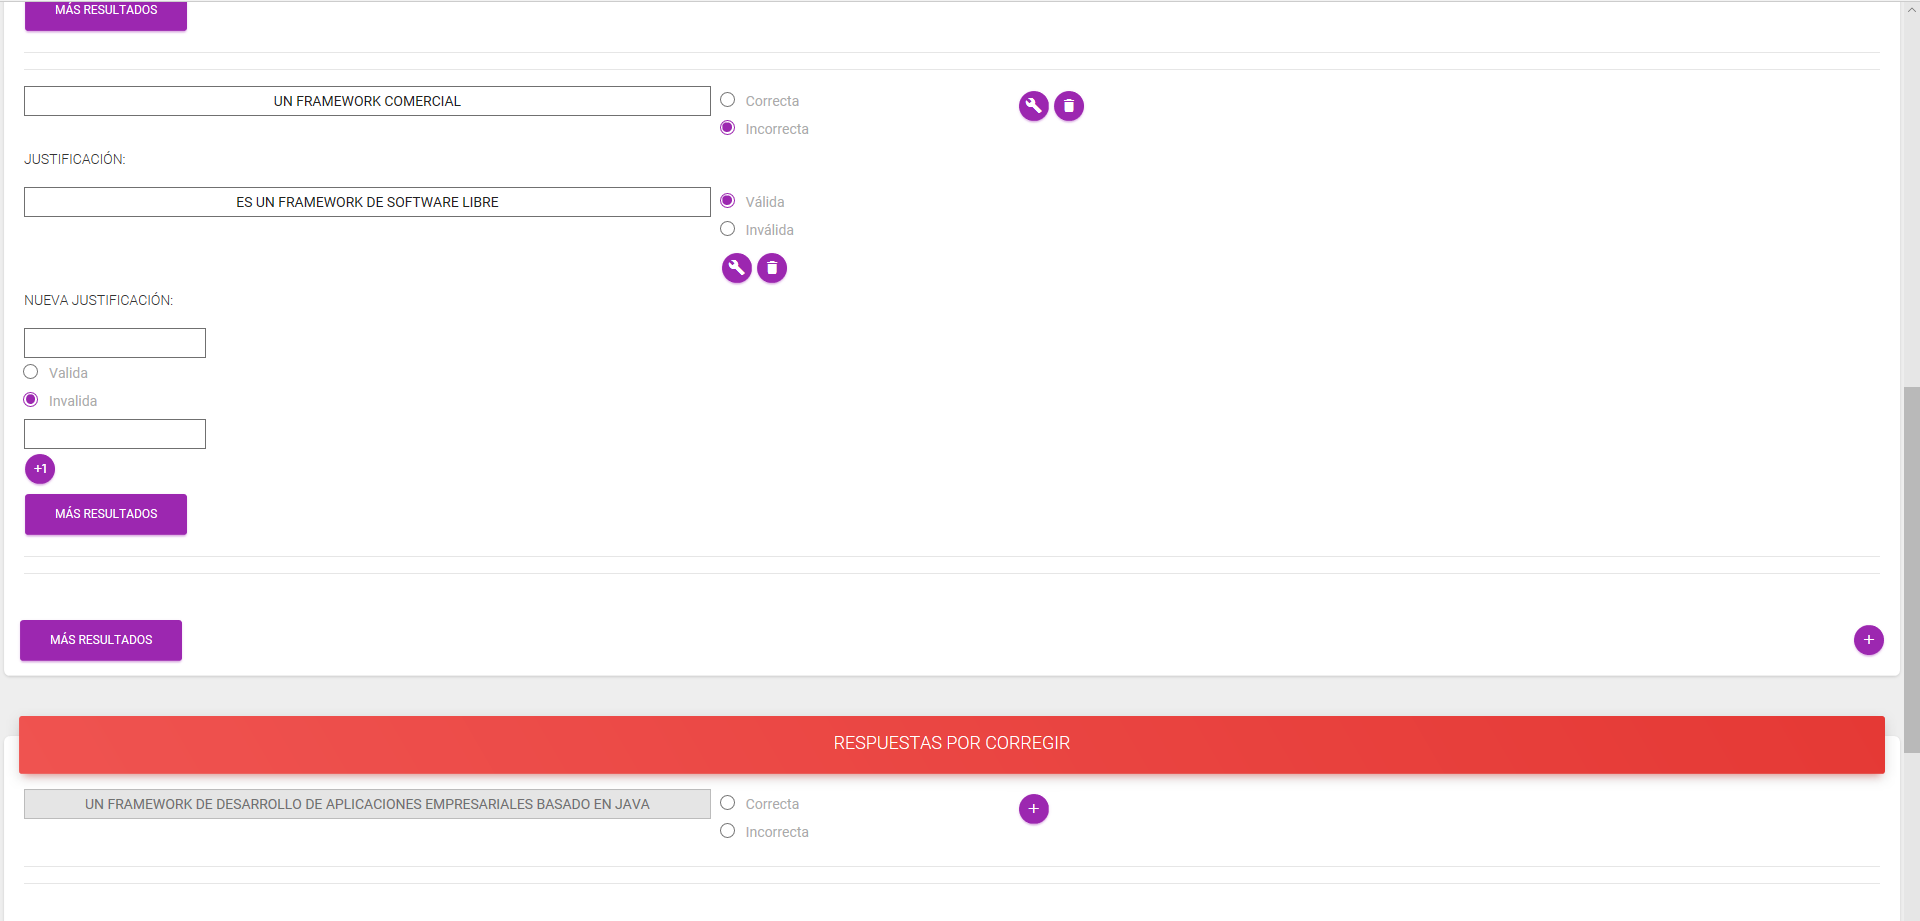 MÁS RESULTADOS
UN FRAMEWORK COMERCIAL
Correcta
Incorrecta
JUSTIFICACIÓN:
ES UN FRAMEWORK DE SOFTWARE LIBRE
Válida
Inválida
NUEVA JUSTIFICACIÓN:
Valida
Invalida
+1
MÁS RESULTADOS
MÁS RESULTADOS
+
RESPUESTAS POR CORREGIR
UN FRAMEWORK DE DESARROLLO DE APLICACIONES EMPRESARIALES BASADO EN JAVA
Correcta
+
Incorrecta